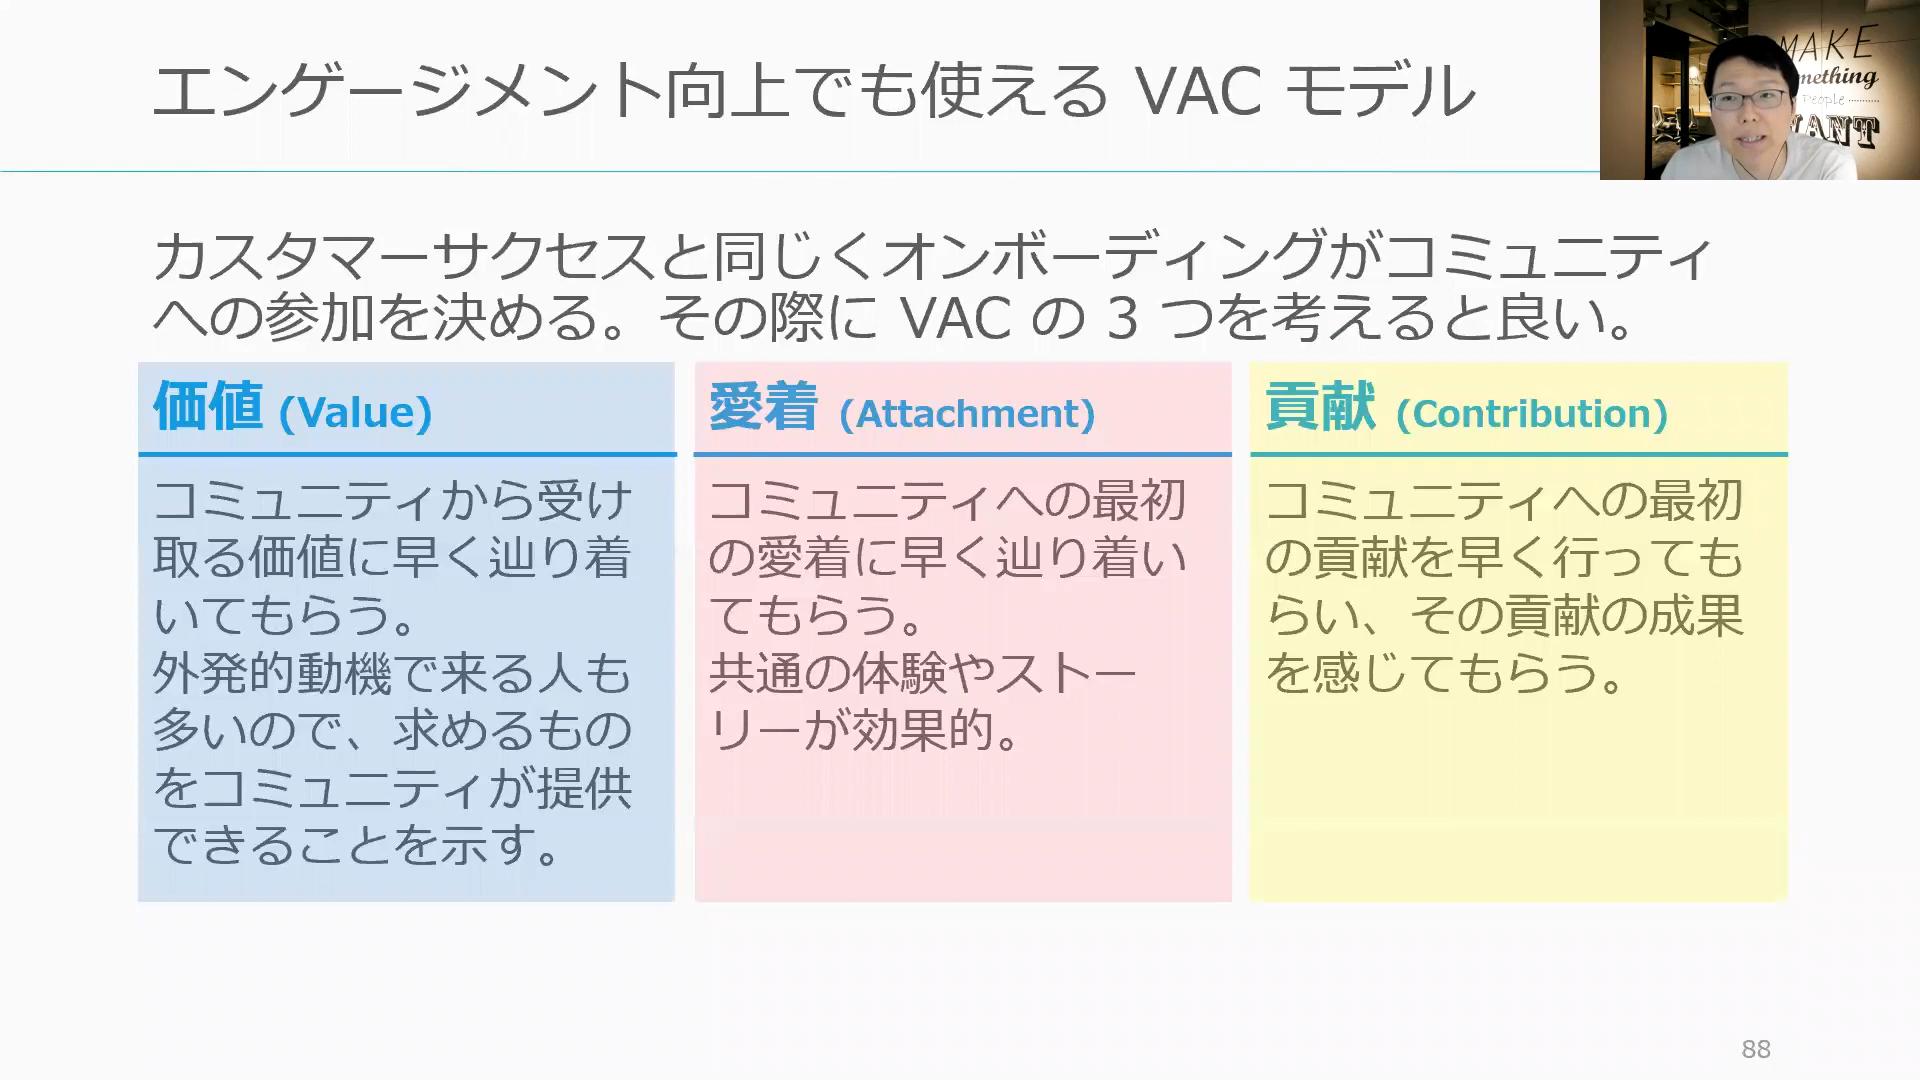 エンゲージメント向上でも使える VAC モデル
MAKE
mething
People
WANT
カスタマーサクセスと同じくオンボーディングがコミュニティ
への参加を決める。その際に VAC の 3 つを考えると良い。
価値 (Value)
コミュニティから受け
取る価値に早く辿り着
いてもらう。
外発的動機で来る人も
多いので、求めるもの
をコミュニティが提供
できることを示す。
愛着 (Attachment)
コミュニティへの最初
の愛着に早く辿り着い
てもらう。
共通の体験やストー
リーが効果的。
貢献 (Contribution)
コミュニティへの最初
の貢献を早く行っても
らい、その貢献の成果
を感じてもらう。
88